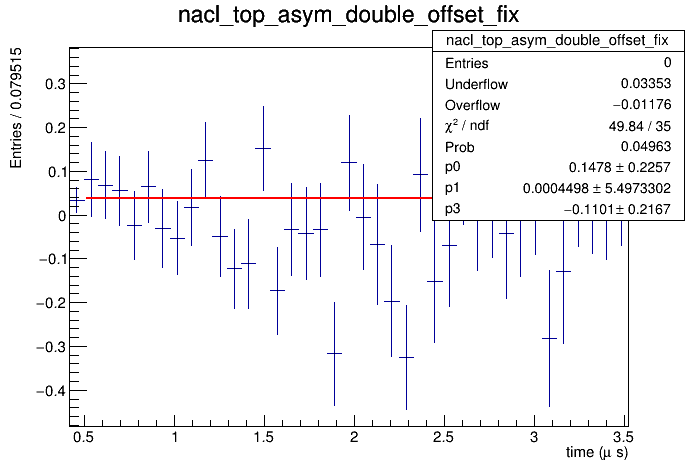 nacl_top_asym_double_offset_fix
nacl_top_asym_double_offset_fix
Entries 0
Underflow 0.03353
Overflow −0.01176
χ² / ndf 49.84 / 35
Prob 0.04963
p0 0.1478 ± 0.2257
p1 0.0004498 ± 5.4973302
p3 −0.1101 ± 0.2167
Entries / 0.079515
0.3
0.2
0.1
0
−0.1
−0.2
−0.3
−0.4
0.5 1 1.5 2 2.5 3 3.5
time (μ s)